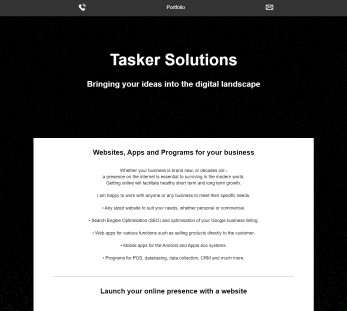 Portfolio
Tasker Solutions
Bringing your ideas into the digital landscape
Websites, Apps and Programs for your business
Whether your business is brand new, or decades old -
a presence on the internet is essential to surviving in the modern world.
Getting online will facilitate healthy short term and long term growth.
I am happy to work with anyone or any business to meet their specific needs
• Any sized website to suit your needs, whether personal or commercial.
• Search Engine Optimisation (SEO) and optimisation of your Google business listing.
• Web apps for various functions such as selling products directly to the customer.
• Mobile apps for the Android and Apple eco systems.
• Programs for POS, databasing, data collection, CRM and much more.
Launch your online presence with a website